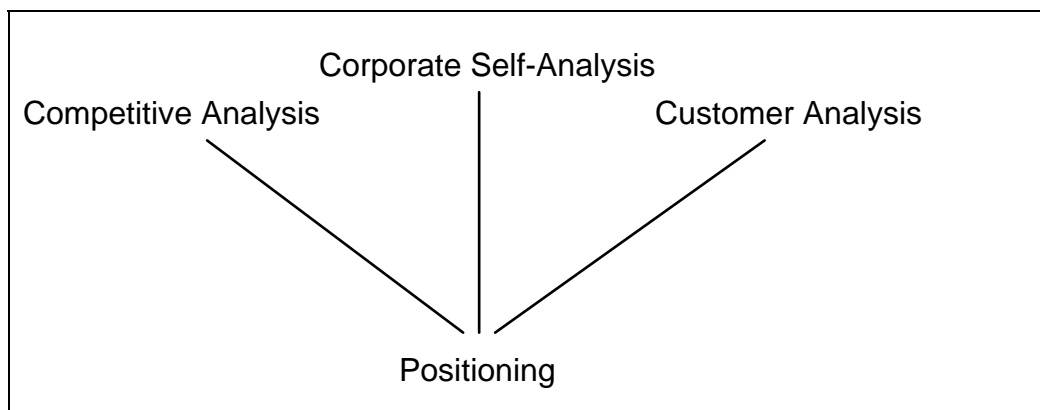 Corporate Self-Analysis
Competitive Analysis
Customer Analysis
Positioning